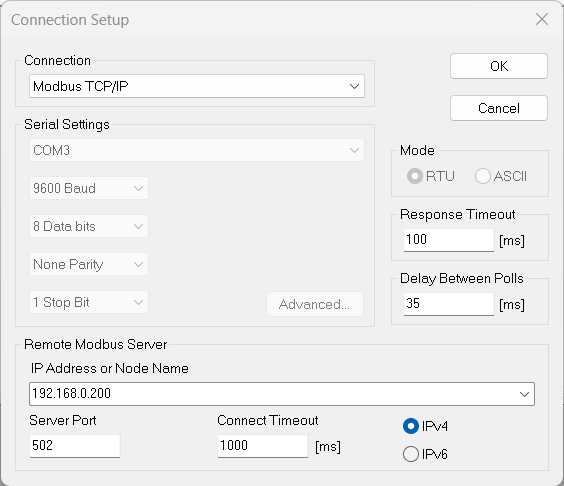 Connection Setup
Connection
OK
Modbus TCP/IP
Cancel
Serial Settings
COM3
Mode
RTU
ASCII
9600 Baud
Response Timeout
8 Data bits
100 [ms]
None Parity
Delay Between Polls
1 Stop Bit
Advanced...
35 [ms]
Remote Modbus Server
IP Address or Node Name
192.168.0.200
Server Port
Connect Timeout
IPv4
502
1000 [ms]
IPv6